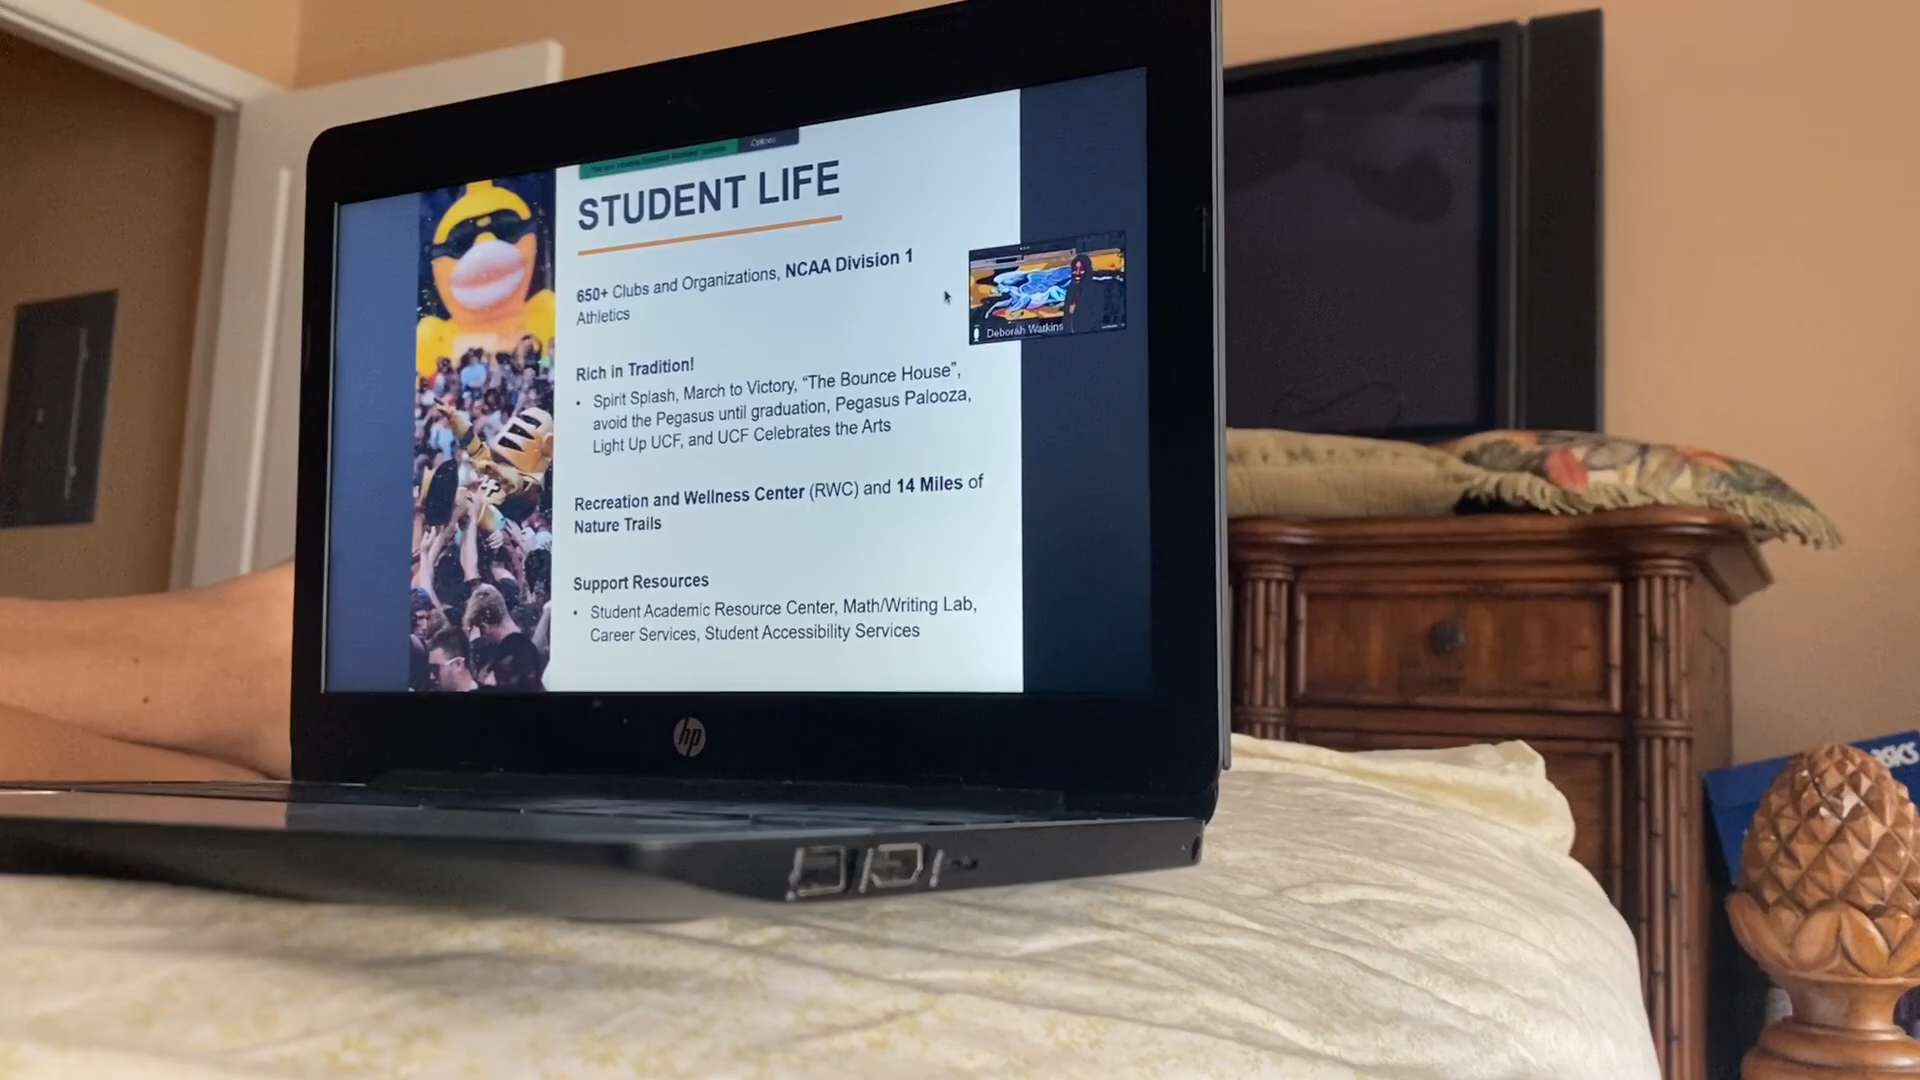 Options
STUDENT LIFE
650+ Clubs and Organizations, NCAA Division 1
Athletics
Deborah Watkins
Rich in Tradition!
• Spirit Splash, March to Victory, “The Bounce House”,
avoid the Pegasus until graduation, Pegasus Palooza,
Light Up UCF, and UCF Celebrates the Arts
Recreation and Wellness Center (RWC) and 14 Miles of
Nature Trails
Support Resources
• Student Academic Resource Center, Math/Writing Lab,
Career Services, Student Accessibility Services
hp
asics